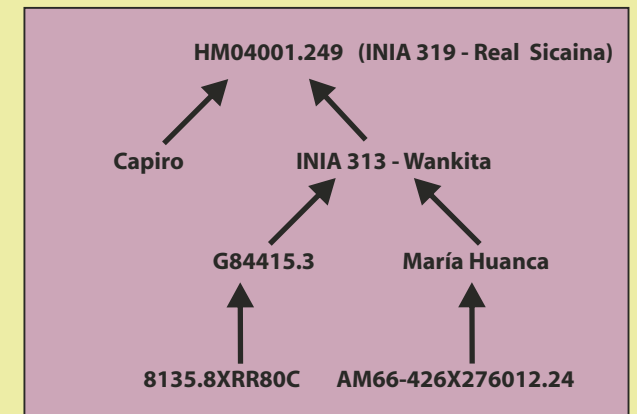 HM04001.249 (INIA 319 - Real Sicaina)
Capiro INIA 313 - Wankita
G84415.3 María Huanca
8135.8XRR80C AM66-426X276012.24